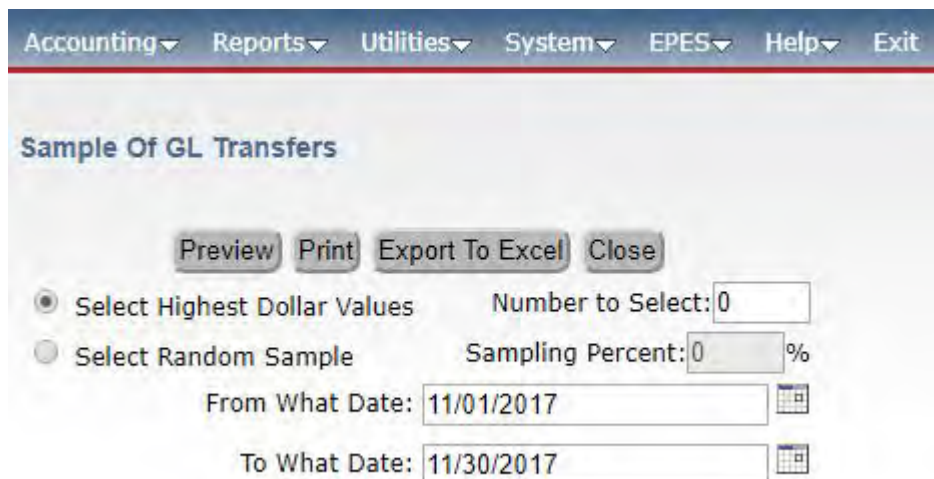 Accounting Reports Utilities System EPES Help Exit
Sample Of GL Transfers
Preview Print Export To Excel Close
Select Highest Dollar Values Number to Select: 0
Select Random Sample Sampling Percent: 0 %
From What Date: 11/01/2017
To What Date: 11/30/2017